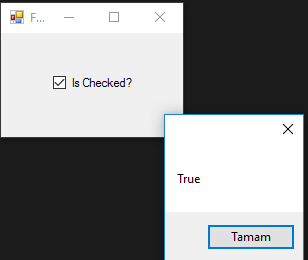 F...
Is Checked?
True
Tamam